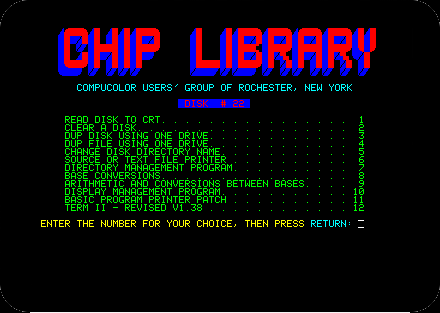 CHIP LIBRARY
COMPUCOLOR USERS' GROUP OF ROCHESTER, NEW YORK
DISK # 22
READ DISK TO CRT. . . . . . . . . . . . . . . 1
CLEAR A DISK. . . . . . . . . . . . . . . . . 2
DUP DISK USING ONE DRIVE. . . . . . . . . . . 3
DUP FILE USING ONE DRIVE. . . . . . . . . . . 4
CHANGE DISK DIRECTORY NAME. . . . . . . . . . 5
SOURCE OR TEXT FILE PRINTER . . . . . . . . . 6
DIRECTORY MANAGEMENT PROGRAM. . . . . . . . . 7
BASE CONVERSIONS. . . . . . . . . . . . . . . 8
ARITHMETIC AND CONVERSIONS BETWEEN BASES. . . 9
DISPLAY MANAGEMENT PROGRAM. . . . . . . . . . 10
BASIC PROGRAM PRINTER PATCH . . . . . . . . . 11
TERM II - REVISED V1.38 . . . . . . . . . . . 12
ENTER THE NUMBER FOR YOUR CHOICE, THEN PRESS RETURN: